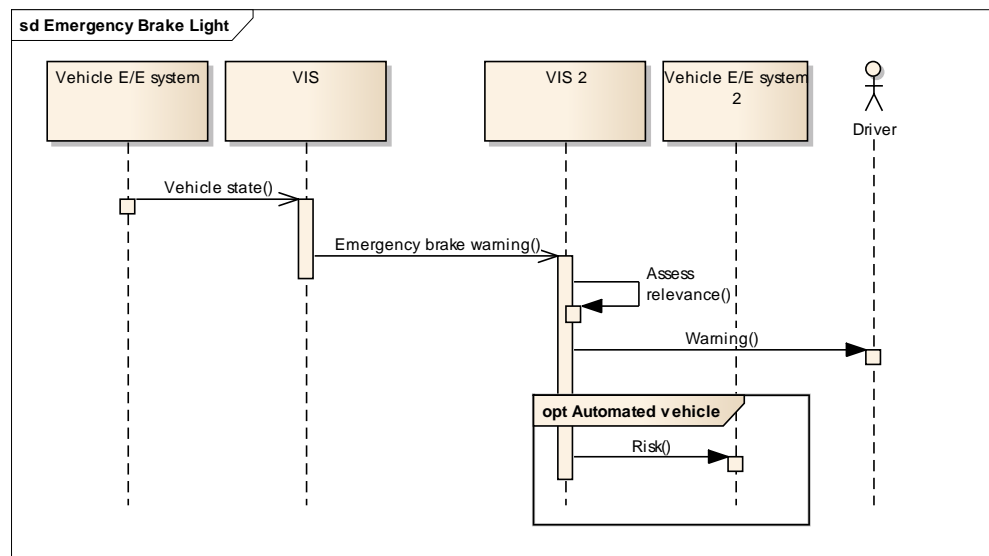 sd Emergency Brake Light
Vehicle E/E system
VIS
VIS 2
Vehicle E/E system
2
Driver
Vehicle state()
Emergency brake warning()
Assess
relevance()
Warning()
opt Automated vehicle
Risk()